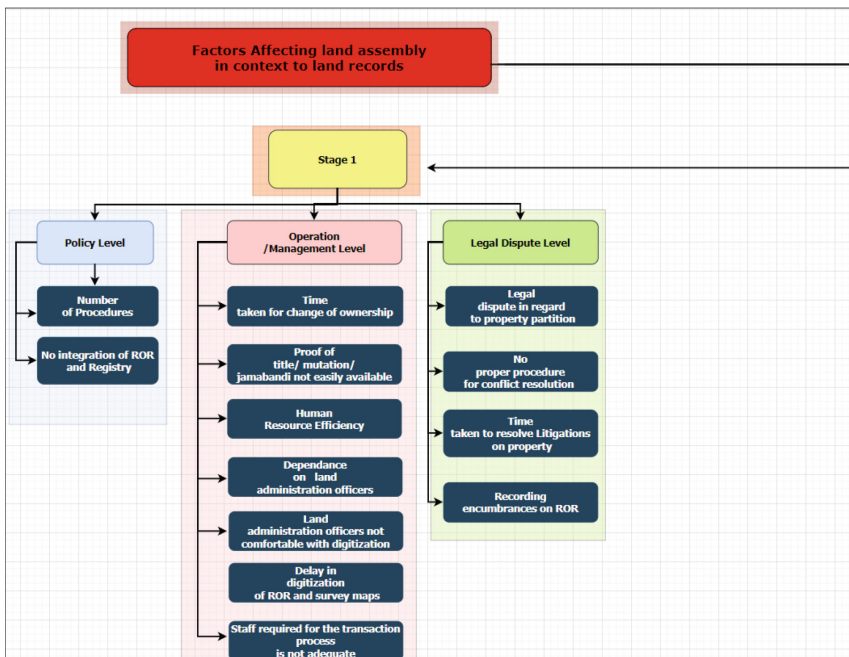 Factors Affecting land assembly
in context to land records
Stage 1
Policy Level
Number
of Procedures
No integration of ROR
and Registry
Operation
/Management Level
Time
taken for change of ownership
Proof of
title/ mutation/
jamabandi not easily available
Human
Resource Efficiency
Dependance
on land
administration officers
Land
administration officers not
comfortable with digitization
Delay in
digitization
of ROR and survey maps
Staff required for the transaction
process
is not adequate
Legal Dispute Level
Legal
dispute in regard
to property partition
No
proper procedure
for conflict resolution
Time
taken to resolve Litigations
on property
Recording
encumbrances on ROR